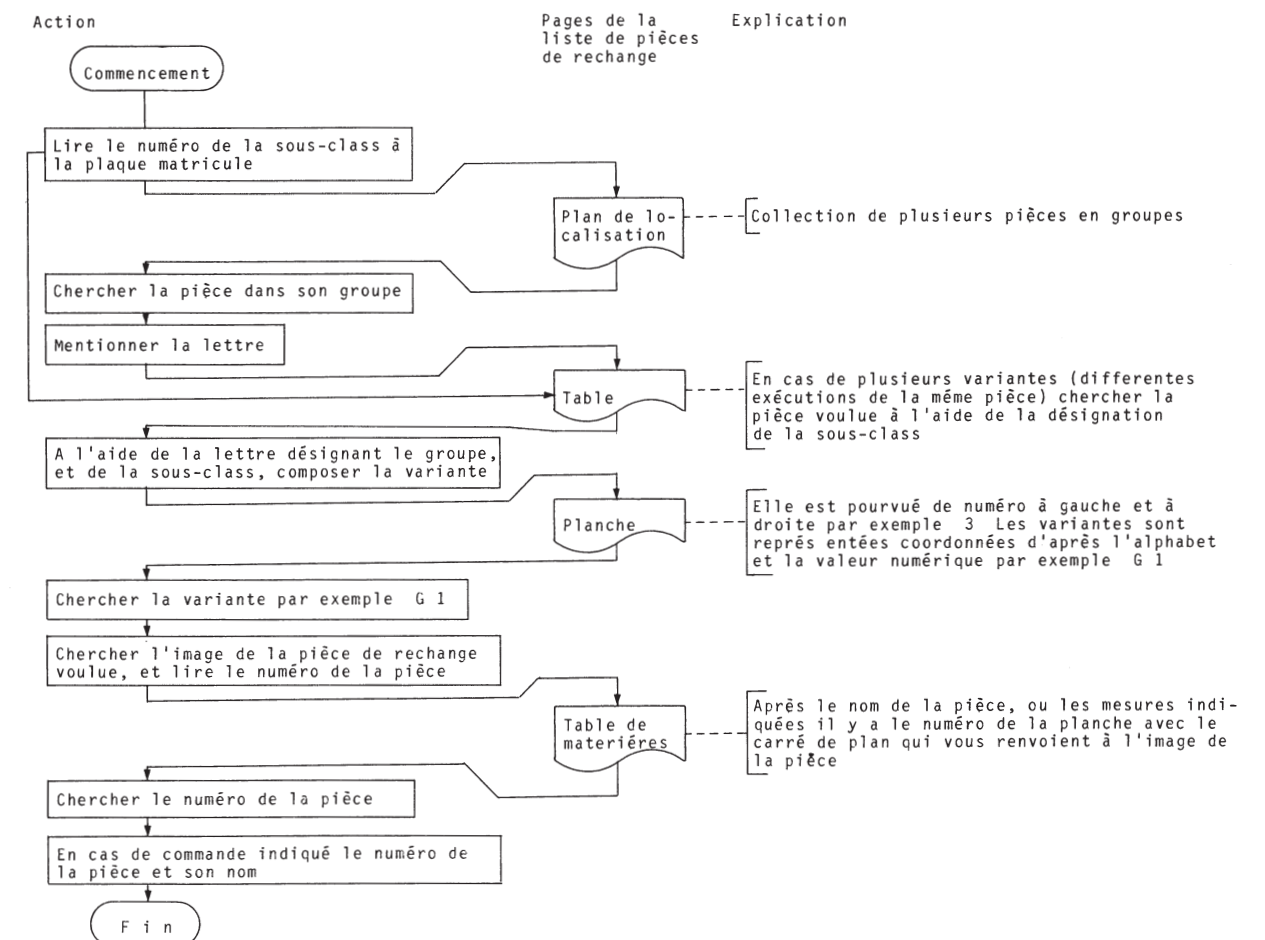 Action
Pages de la
liste de pièces
de rechange
Explication
Commencement
Lire le numéro de la sous-class à
la plaque matricule
Plan de lo-
calisation
Collection de plusieurs pièces en groupes
Chercher la pièce dans son groupe
Mentionner la lettre
Table
En cas de plusieurs variantes (differentes
exécutions de la méme pièce) chercher la
pièce voulue à l'aide de la désignation
de la sous-class
A l'aide de la lettre désignant le groupe,
et de la sous-class, composer la variante
Planche
Elle est pourvué de numéro à gauche et à
droite par exemple 3 Les variantes sont
représ entées coordonnées d'après l'alphabet
et la valeur numérique par exemple G 1
Chercher la variante par exemple G 1
Chercher l'image de la pièce de rechange
voulue, et lire le numéro de la pièce
Table de
materiéres
Après le nom de la pièce, ou les mesures indi-
quées il y a le numéro de la planche avec le
carré de plan qui vous renvoient à l'image de
la pièce
Chercher le numéro de la pièce
En cas de commande indiqué le numéro de
la pièce et son nom
F i n